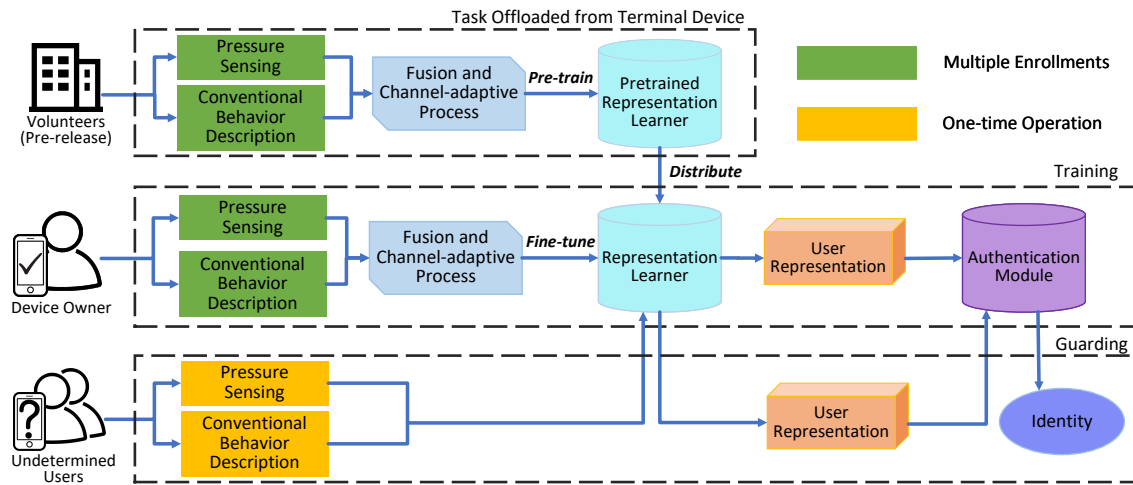 Task Offloaded from Terminal Device
Pressure
Sensing
Conventional
Behavior
Description
Volunteers
(Pre-release)
Fusion and
Channel-adaptive
Process
Pre-train
Pretrained
Representation
Learner
Multiple Enrollments
One-time Operation
Distribute
Training
Pressure
Sensing
Conventional
Behavior
Description
Device Owner
Fusion and
Channel-adaptive
Process
Fine-tune
Representation
Learner
User
Representation
Authentication
Module
Guarding
Pressure
Sensing
Conventional
Behavior
Description
?
Undetermined
Users
User
Representation
Identity